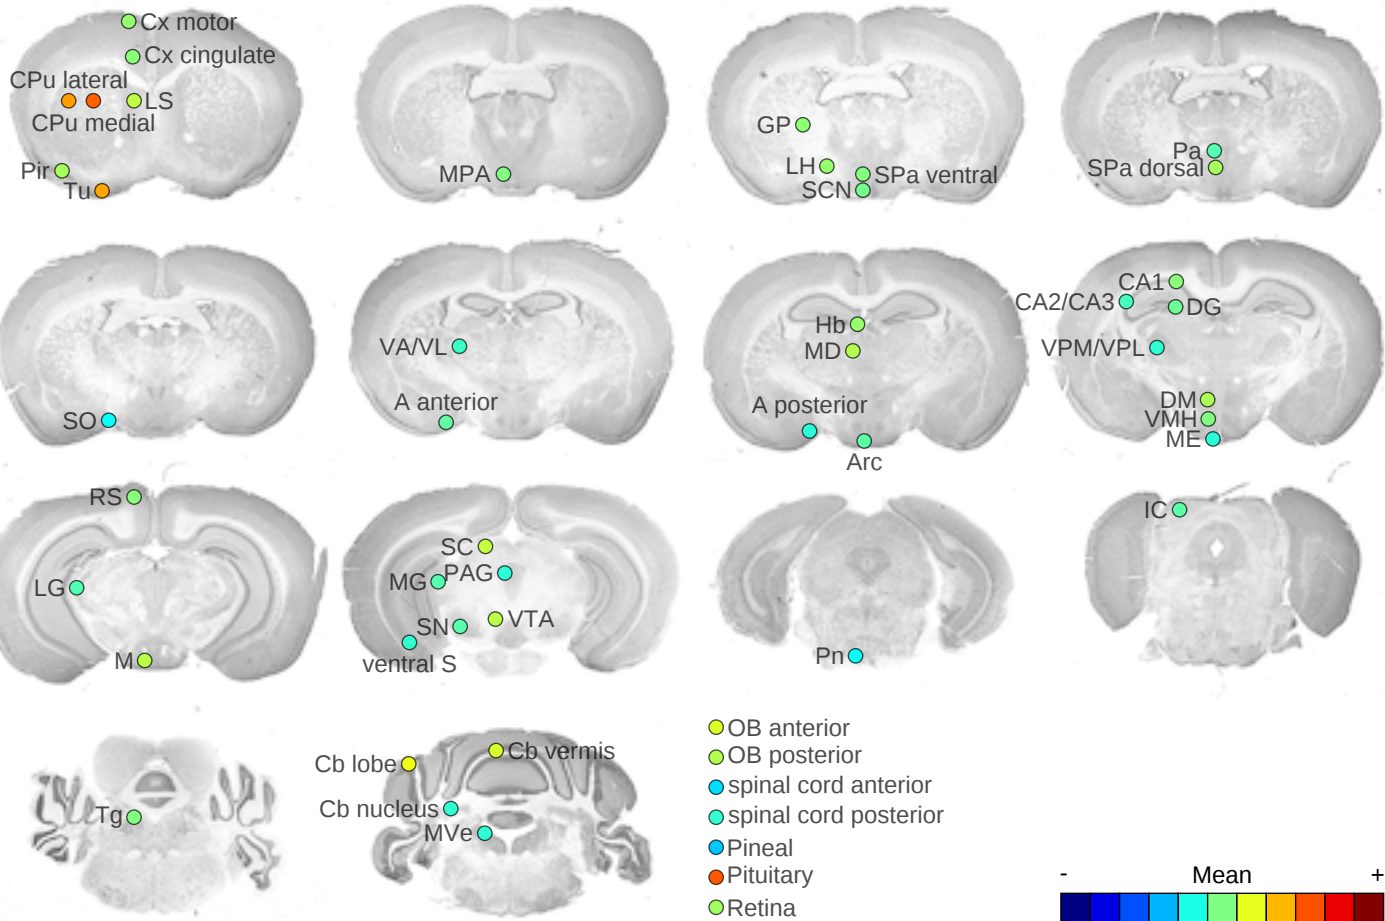 Cx motor
Cx cingulate
CPu lateral
LS
CPu medial
Pir
Tu
MPA
GP
LH
SPa ventral
SCN
Pa
SPa dorsal
SO
VA/VL
A anterior
Hb
MD
A posterior
Arc
CA1
CA2/CA3
DG
VPM/VPL
DM
VMH
ME
RS
LG
M
SC
MG
PAG
SN
VTA
ventral S
Pn
IC
Tg
Cb lobe
Cb vermis
Cb nucleus
MVe
OB anterior
OB posterior
spinal cord anterior
spinal cord posterior
Pineal
Pituitary
Retina
- Mean +